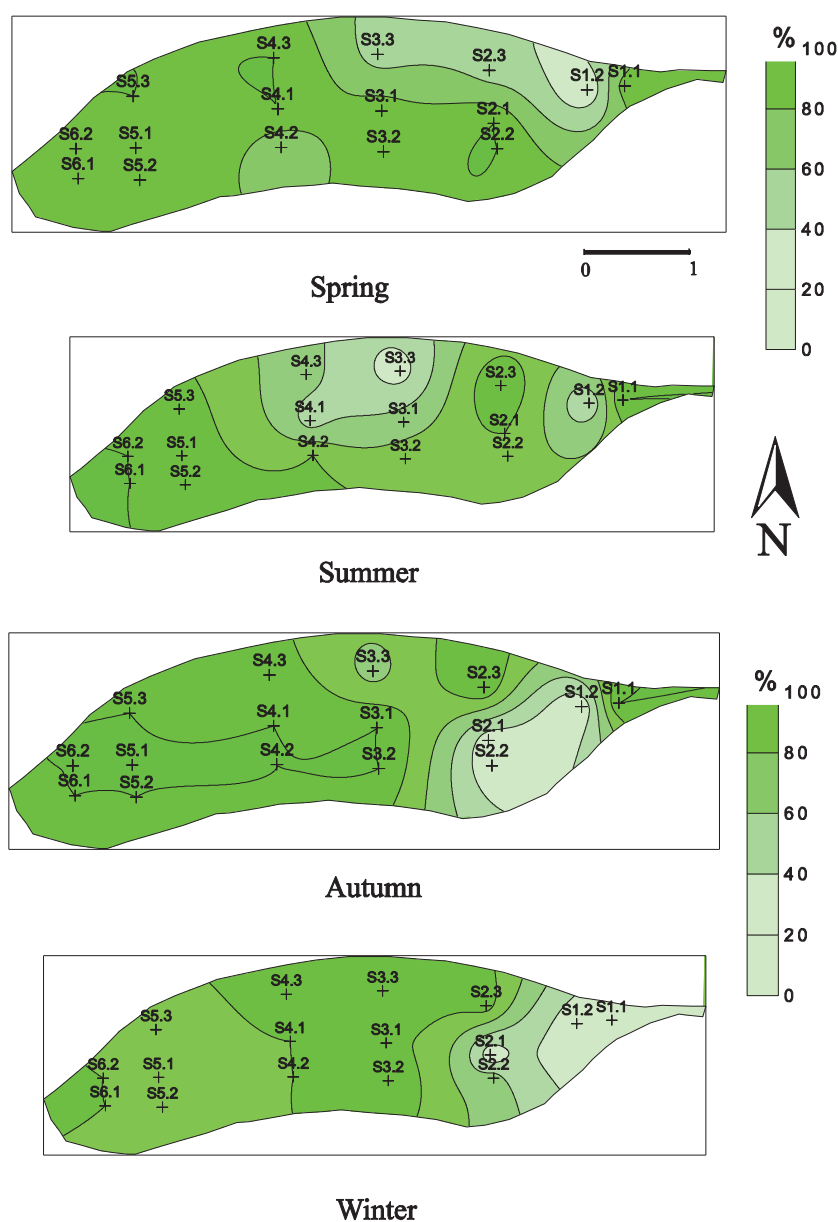 % 100
S4.3 S3.3 S2.3
S5.3 S1.2 S1.1
80
S4.1 S3.1 S2.1
S6.2 S5.1 S4.2 S3.2 S2.2
S6.1 S5.2
60
40
0 1
Spring
20
0
S4.3 S3.3
S5.3 S2.3 S1.2 S1.1
S4.1 S3.1 S2.1
S6.2 S5.1 S4.2 S3.2 S2.2
S6.1 S5.2
N
Summer
% 100
S4.3 S3.3 S2.3
S5.3 S1.2 S1.1
S4.1 S3.1 S2.1
80
S6.2 S5.1 S4.2 S3.2 S2.2
S6.1 S5.2
60
40
Autumn
20
0
S4.3 S3.3 S2.3
S5.3 S1.2 S1.1
S4.1 S3.1 S2.1
S6.2 S5.1 S4.2 S3.2 S2.2
S6.1 S5.2
Winter